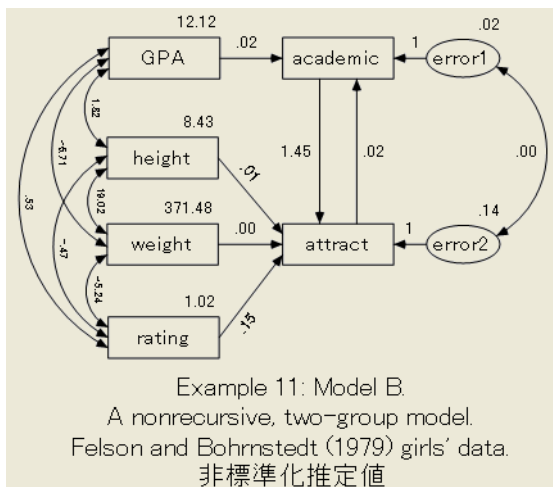 12.12
.02
GPA
.02
academic
1
error1
1.82
8.43
-6.71
height
1.45
.02
.00
.53
-.01
19.02
371.48
.14
-.47
weight
.00
attract
1
error2
-5.24
1.02
.15
rating
Example 11: Model B.
A nonrecursive, two-group model.
Felson and Bohrnstedt (1979) girls' data.
非標準化推定値